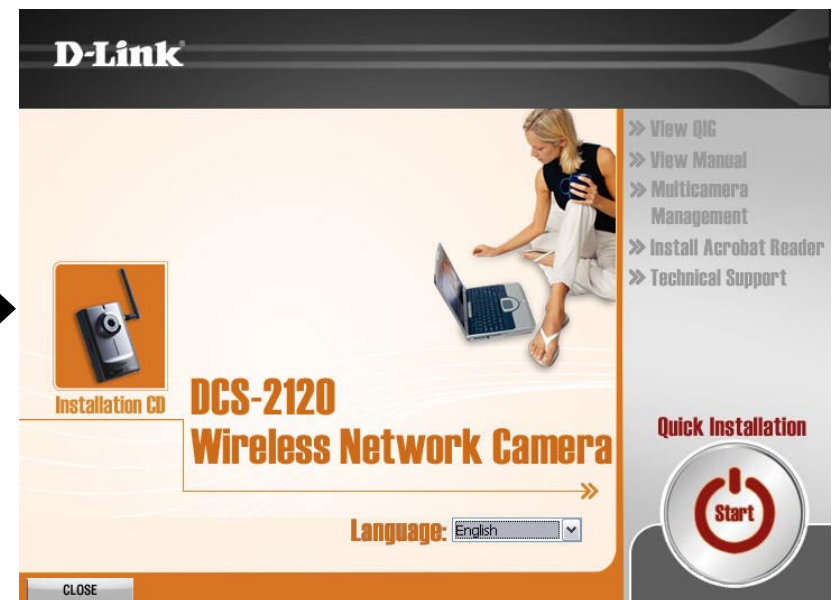 D-Link
» View QIG
» View Manual
» Multicamera
Management
» Install Acrobat Reader
» Technical Support
Installation CD
DCS-2120
Wireless Network Camera
»
Language: English
Quick Installation
Start
CLOSE